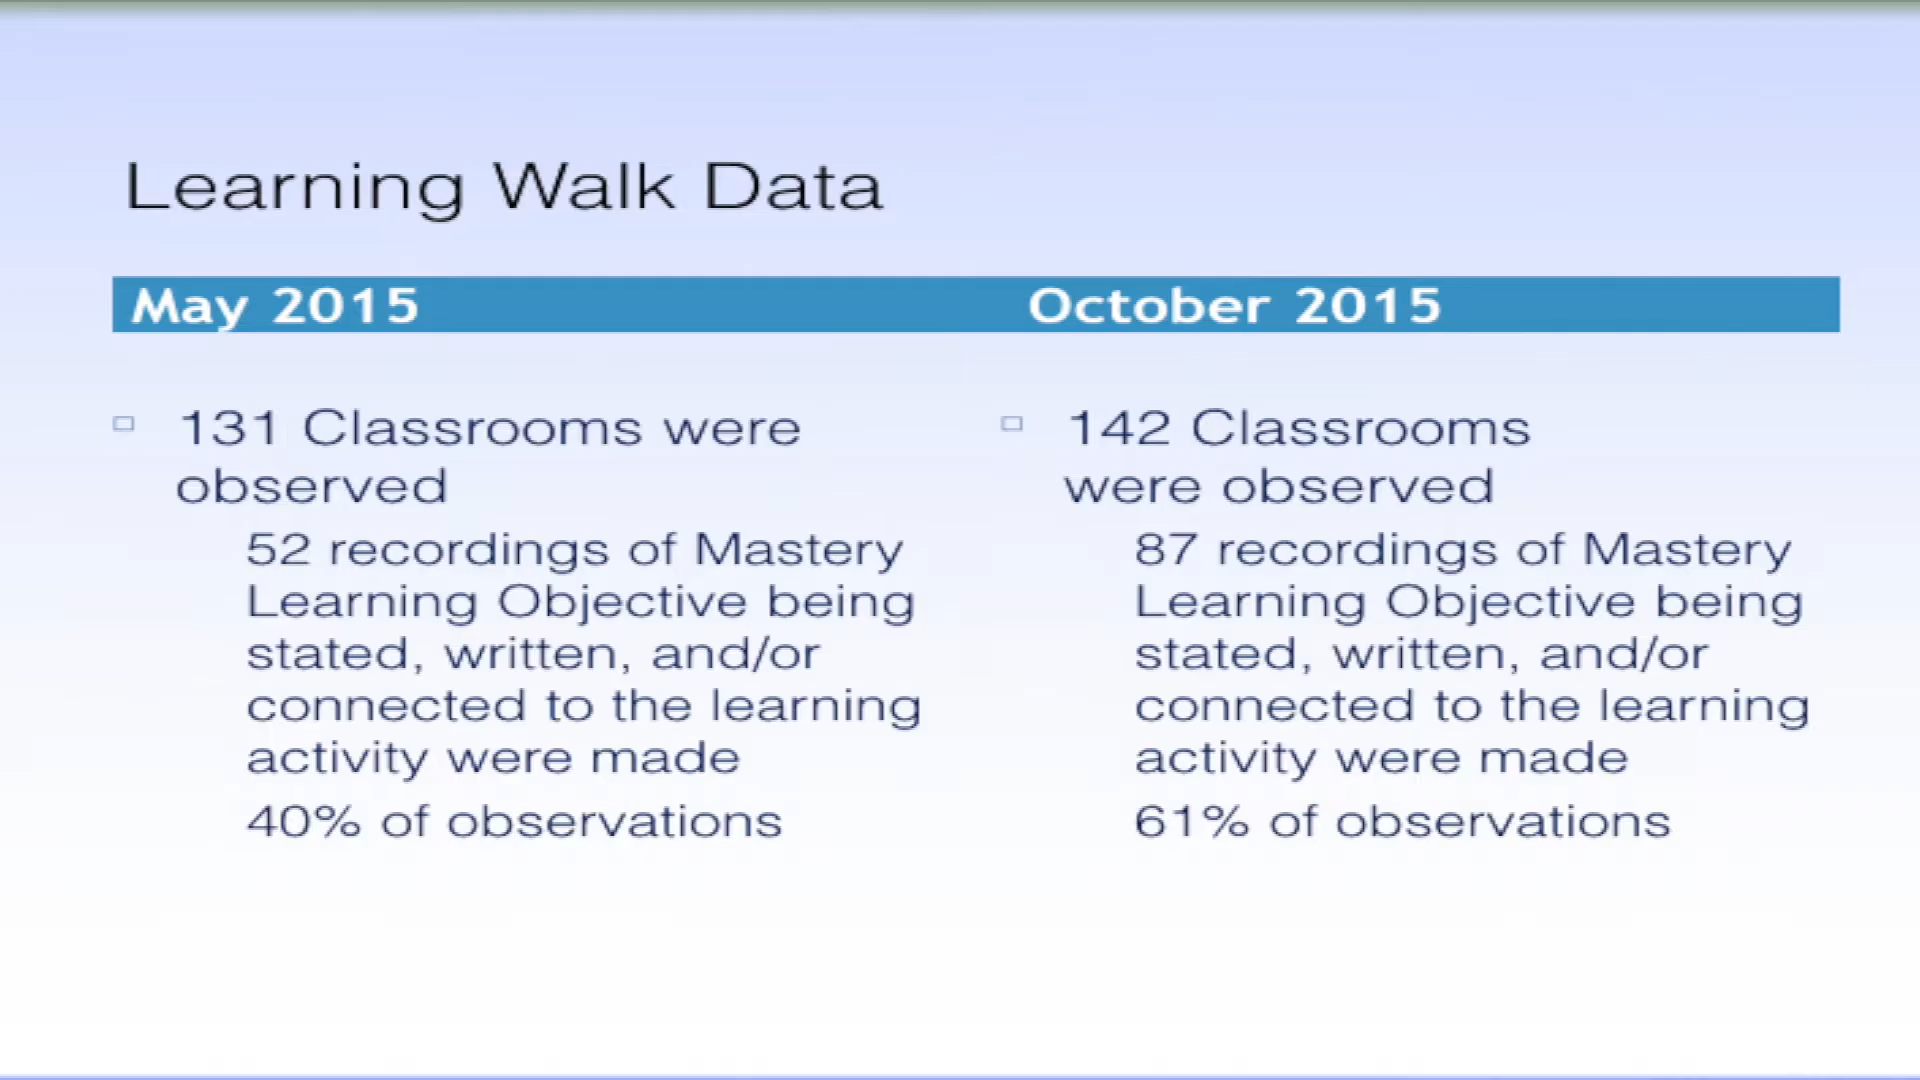 Learning Walk Data
May 2015
October 2015
131 Classrooms were
observed
52 recordings of Mastery
Learning Objective being
stated, written, and/or
connected to the learning
activity were made
40% of observations
142 Classrooms
were observed
87 recordings of Mastery
Learning Objective being
stated, written, and/or
connected to the learning
activity were made
61% of observations